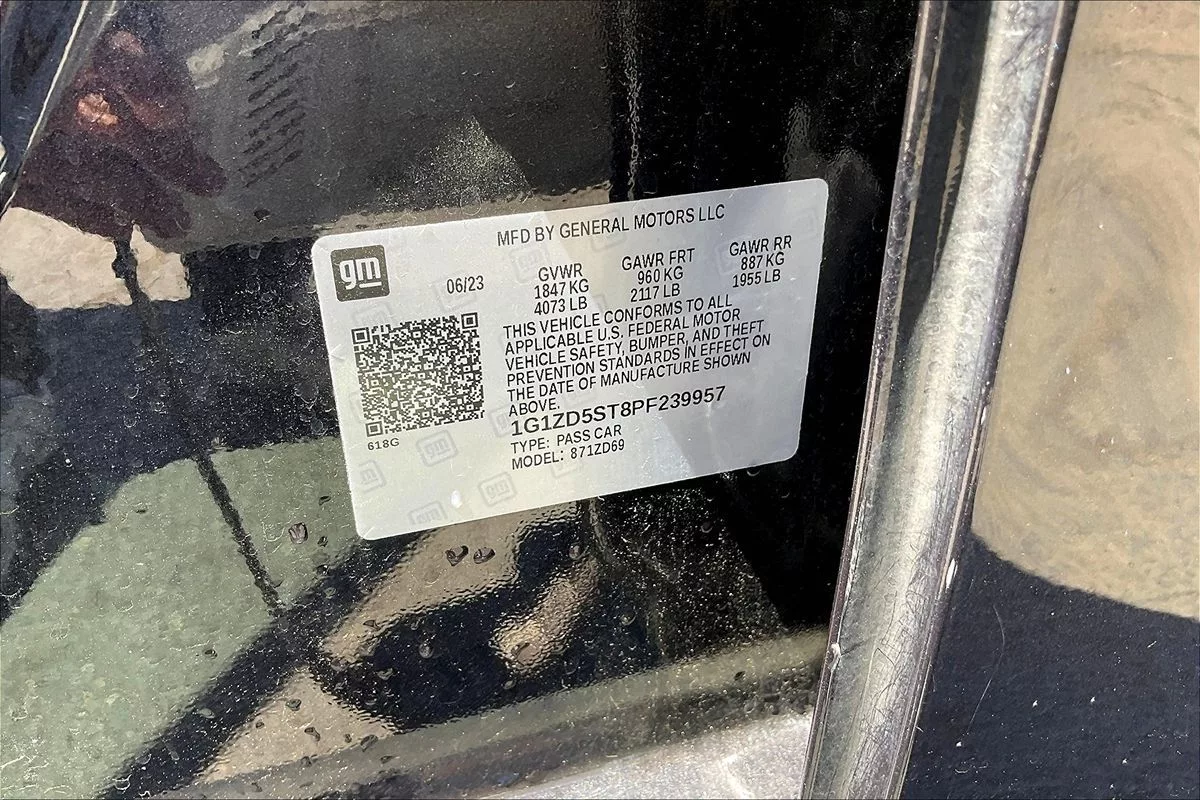 MFD BY GENERAL MOTORS LLC
gm
06/23
GVWR
1847 KG
4073 LB
GAWR FRT
960 KG
2117 LB
GAWR RR
887 KG
1955 LB
THIS VEHICLE CONFORMS TO ALL
APPLICABLE U.S. FEDERAL MOTOR
VEHICLE SAFETY, BUMPER, AND THEFT
PREVENTION STANDARDS IN EFFECT ON
THE DATE OF MANUFACTURE SHOWN
ABOVE.
1G1ZD5ST8PF239957
TYPE: PASS CAR
MODEL: 871ZD69
618G